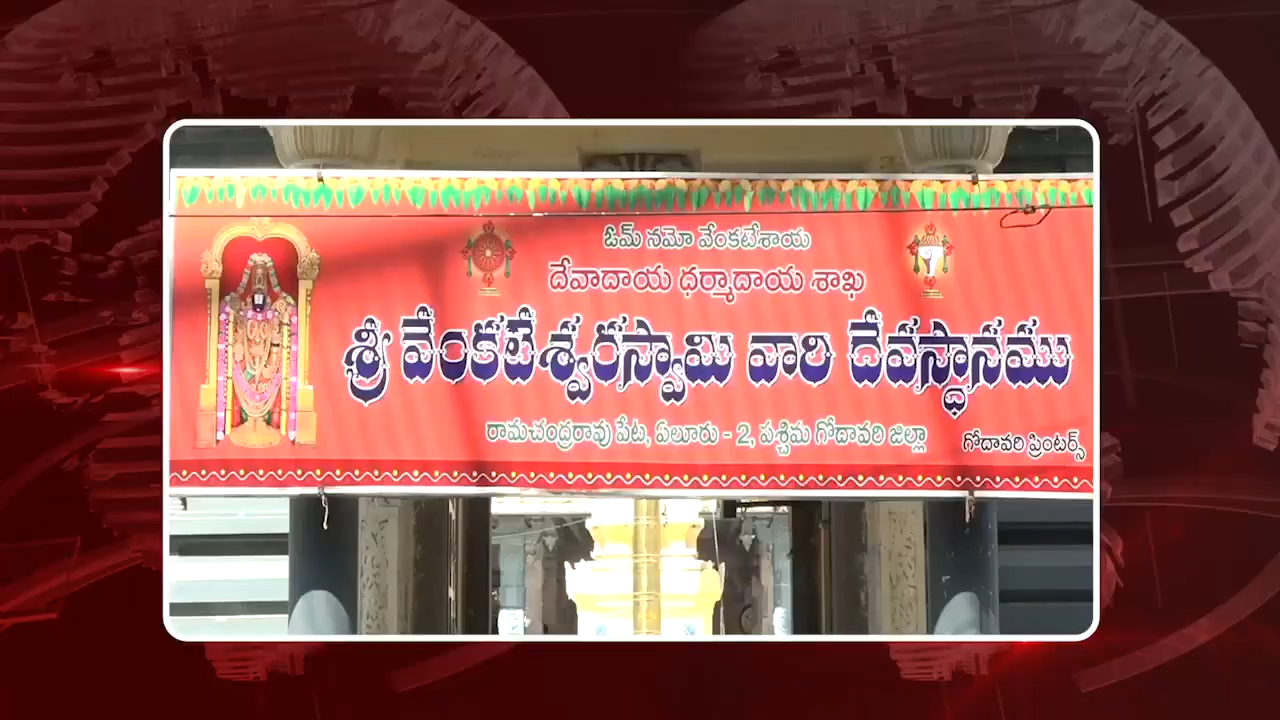 ఓమ్ నమో వేంకటేశాయ
దేవాదాయ ధర్మాదాయ శాఖ
శ్రీ వేంకటేశ్వరస్వామి వారి దేవస్థానము
రామచంద్రరావు పేట, ఏలూరు - 2, పశ్చిమ గోదావరి జిల్లా
గోదావరి ప్రింటర్స్